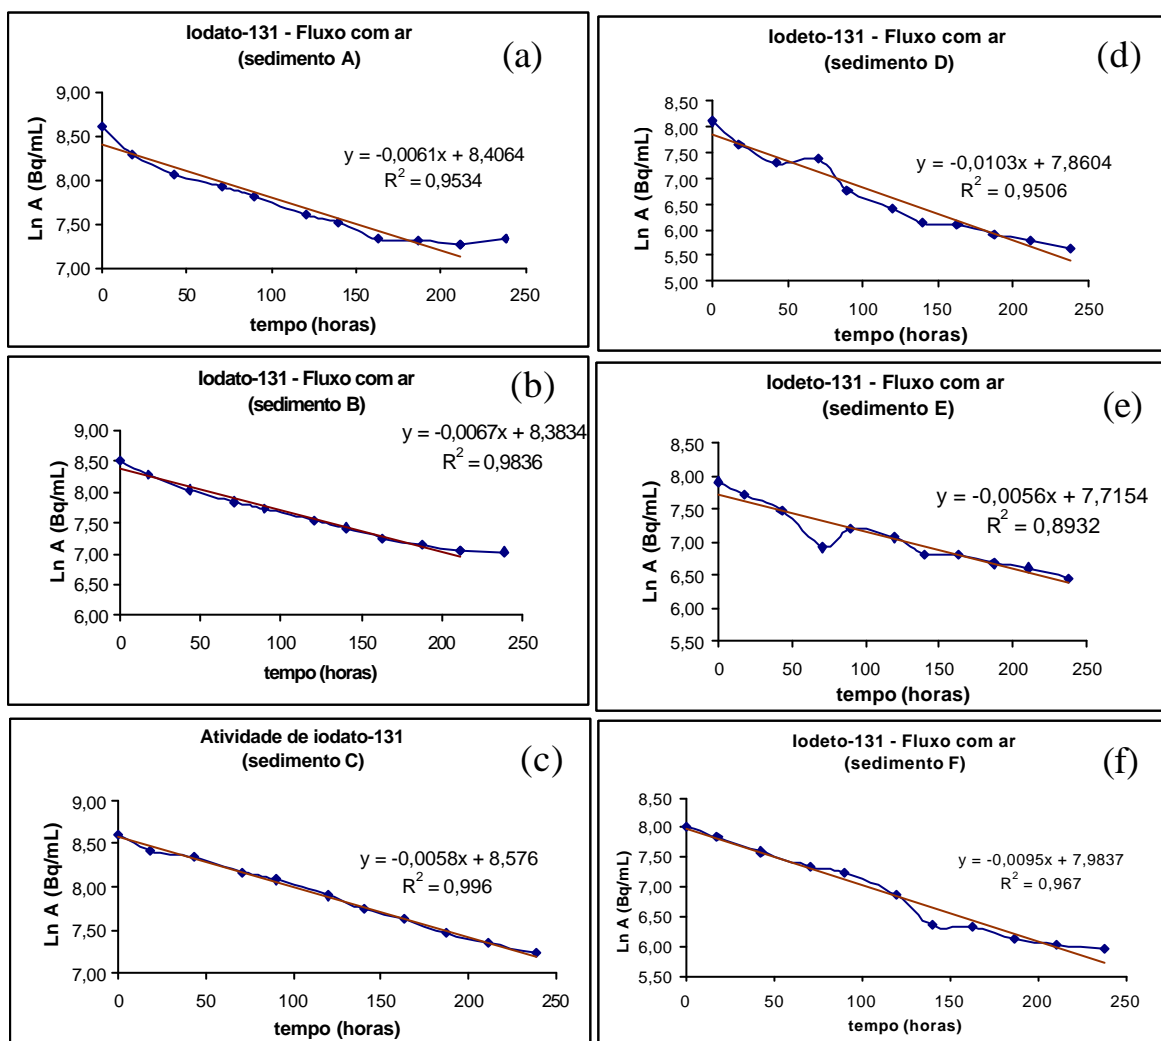 Iodato-131 - Fluxo com ar
(sedimento A)
(a)
9,00
8,50
8,00
7,50
7,00
Ln A (Bq/mL)
y = -0,0061x + 8,4064
R² = 0,9534
0 50 100 150 200 250
tempo (horas)
Iodeto-131 - Fluxo com ar
(sedimento D)
(d)
8,50
8,00
7,50
7,00
6,50
6,00
5,50
5,00
Ln A (Bq/mL)
y = -0,0103x + 7,8604
R² = 0,9506
0 50 100 150 200 250
tempo (horas)
Iodato-131 - Fluxo com ar
(sedimento B)
(b)
9,00
8,50
8,00
7,50
7,00
6,50
6,00
Ln A (Bq/mL)
y = -0,0067x + 8,3834
R² = 0,9836
0 50 100 150 200 250
tempo (horas)
Iodeto-131 - Fluxo com ar
(sedimento E)
(e)
8,50
8,00
7,50
7,00
6,50
6,00
5,50
Ln A (Bq/mL)
y = -0,0056x + 7,7154
R² = 0,8932
0 50 100 150 200 250
tempo (horas)
Atividade de iodato-131
(sedimento C)
(c)
9,00
8,50
8,00
7,50
7,00
Ln A (Bq/mL)
y = -0,0058x + 8,576
R² = 0,996
0 50 100 150 200 250
tempo (horas)
Iodeto-131 - Fluxo com ar
(sedimento F)
(f)
8,50
8,00
7,50
7,00
6,50
6,00
5,50
Ln A (Bq/mL)
y = -0,0095x + 7,9837
R² = 0,967
0 50 100 150 200 250
tempo (horas)